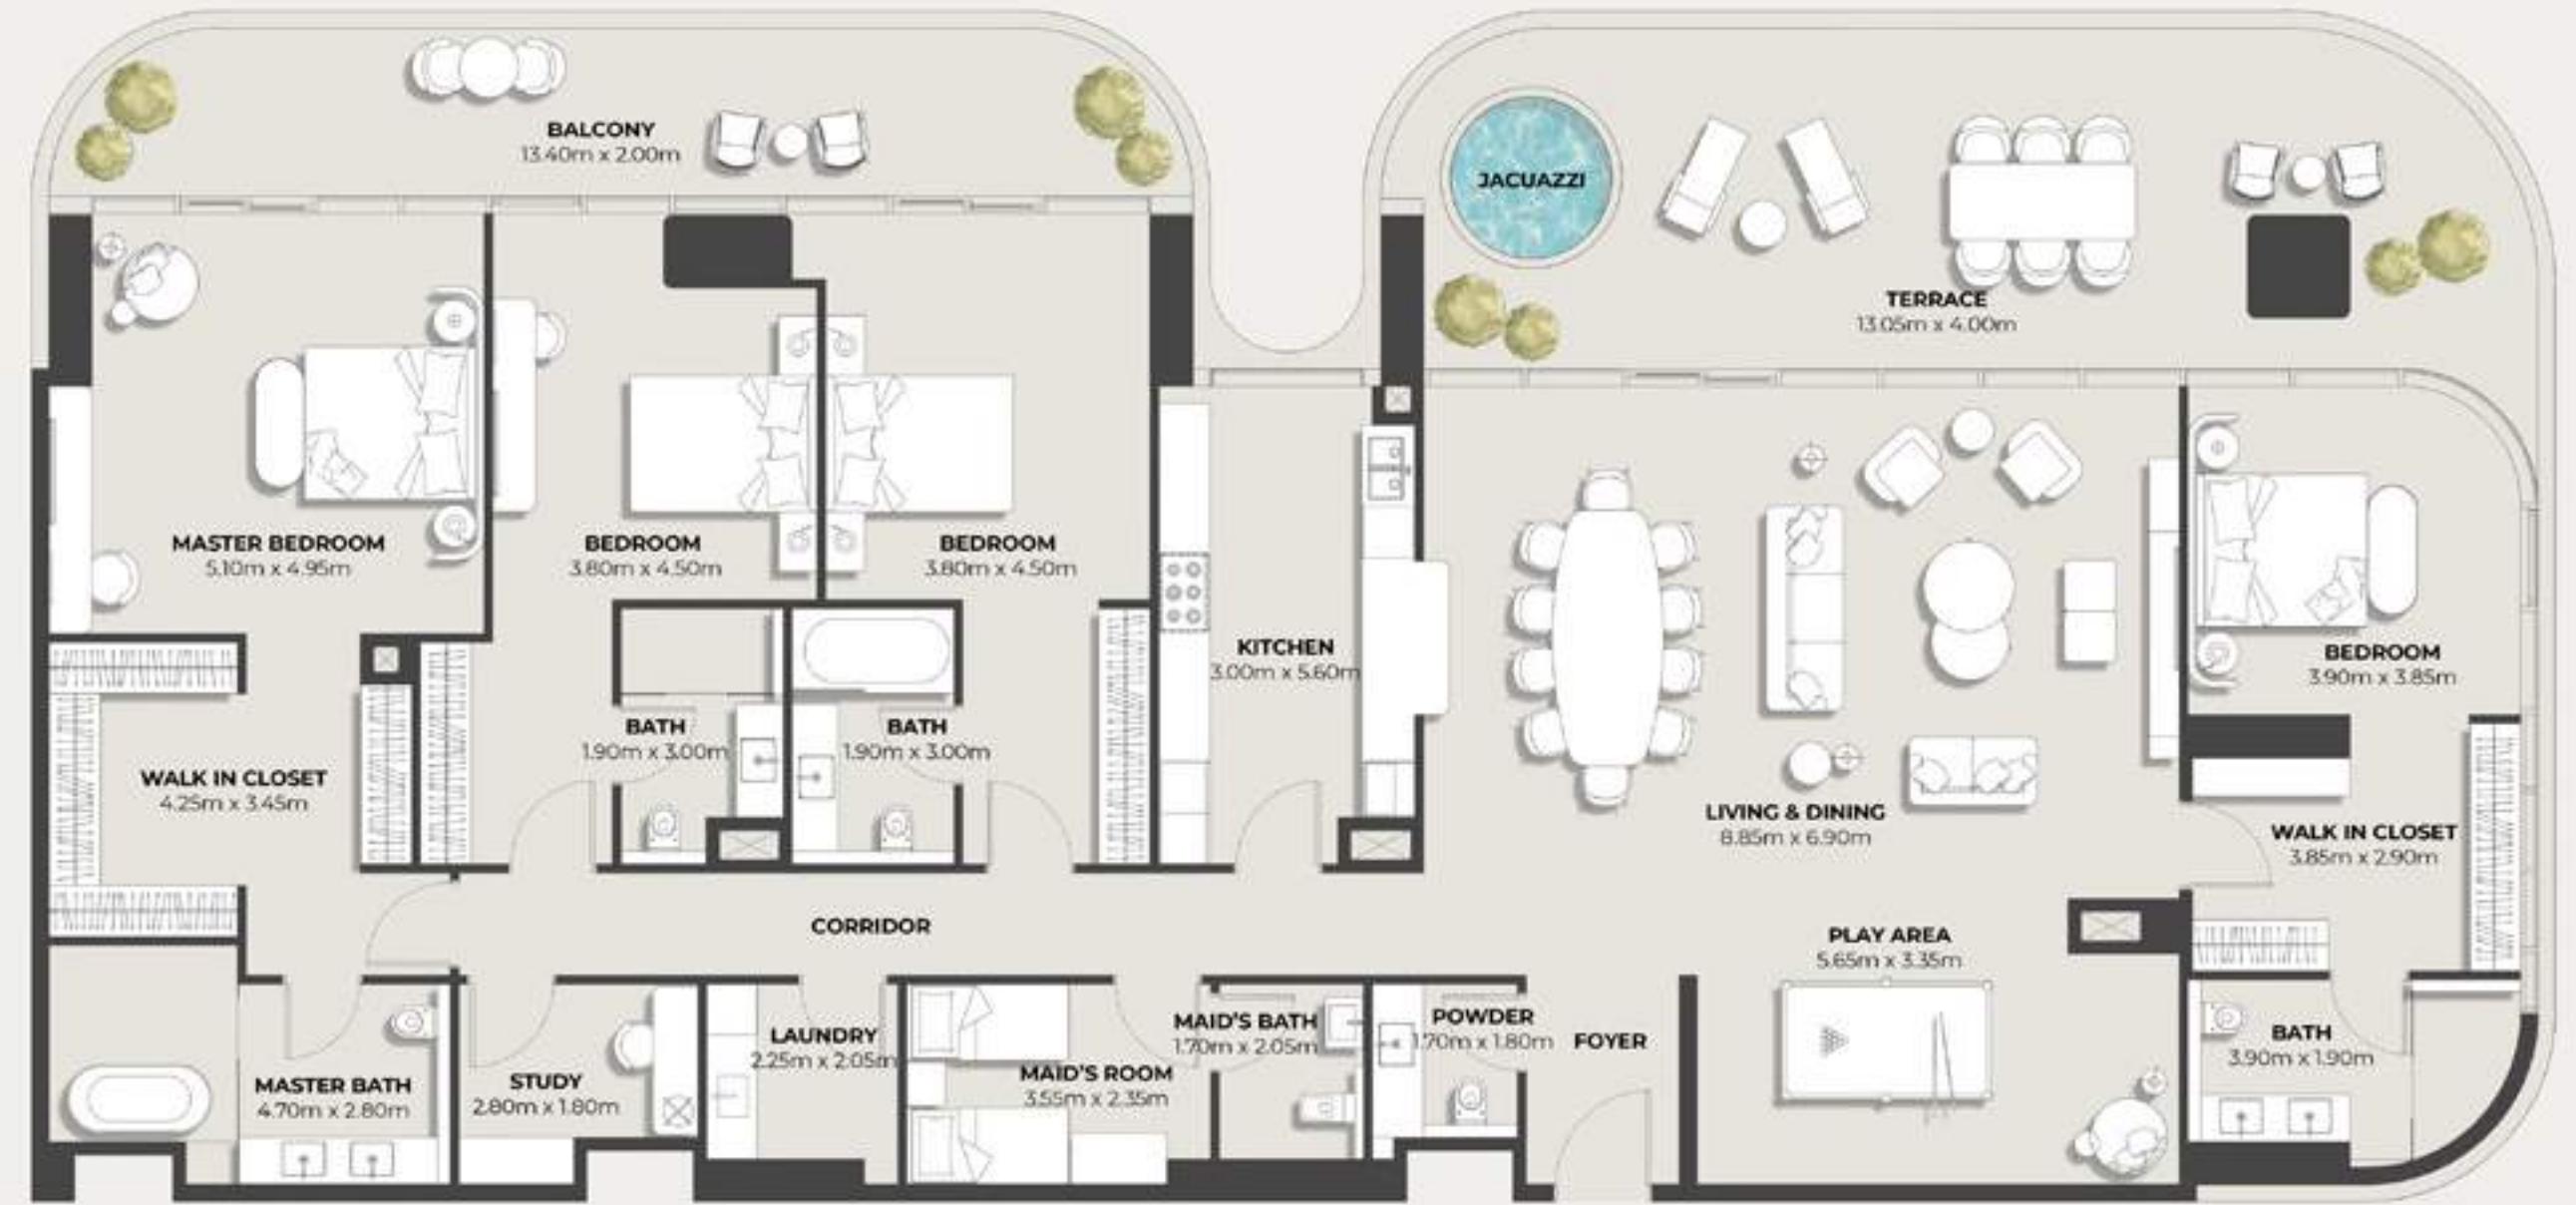 BALCONY
13.40m x 2.00m
JACUAZZI
TERRACE
13.05m x 4.00m
MASTER BEDROOM
5.10m x 4.95m
BEDROOM
3.80m x 4.50m
BEDROOM
3.80m x 4.50m
KITCHEN
3.00m x 5.60m
BEDROOM
3.90m x 3.85m
BATH
1.90m x 3.00m
BATH
1.90m x 3.00m
WALK IN CLOSET
4.25m x 3.45m
LIVING & DINING
8.85m x 6.90m
WALK IN CLOSET
3.85m x 2.90m
CORRIDOR
PLAY AREA
5.65m x 3.35m
MASTER BATH
4.70m x 2.80m
STUDY
2.80m x 1.80m
LAUNDRY
2.25m x 2.05m
MAID'S ROOM
3.55m x 2.35m
MAID'S BATH
1.70m x 2.05m
POWDER
1.70m x 1.80m
FOYER
BATH
3.90m x 1.90m